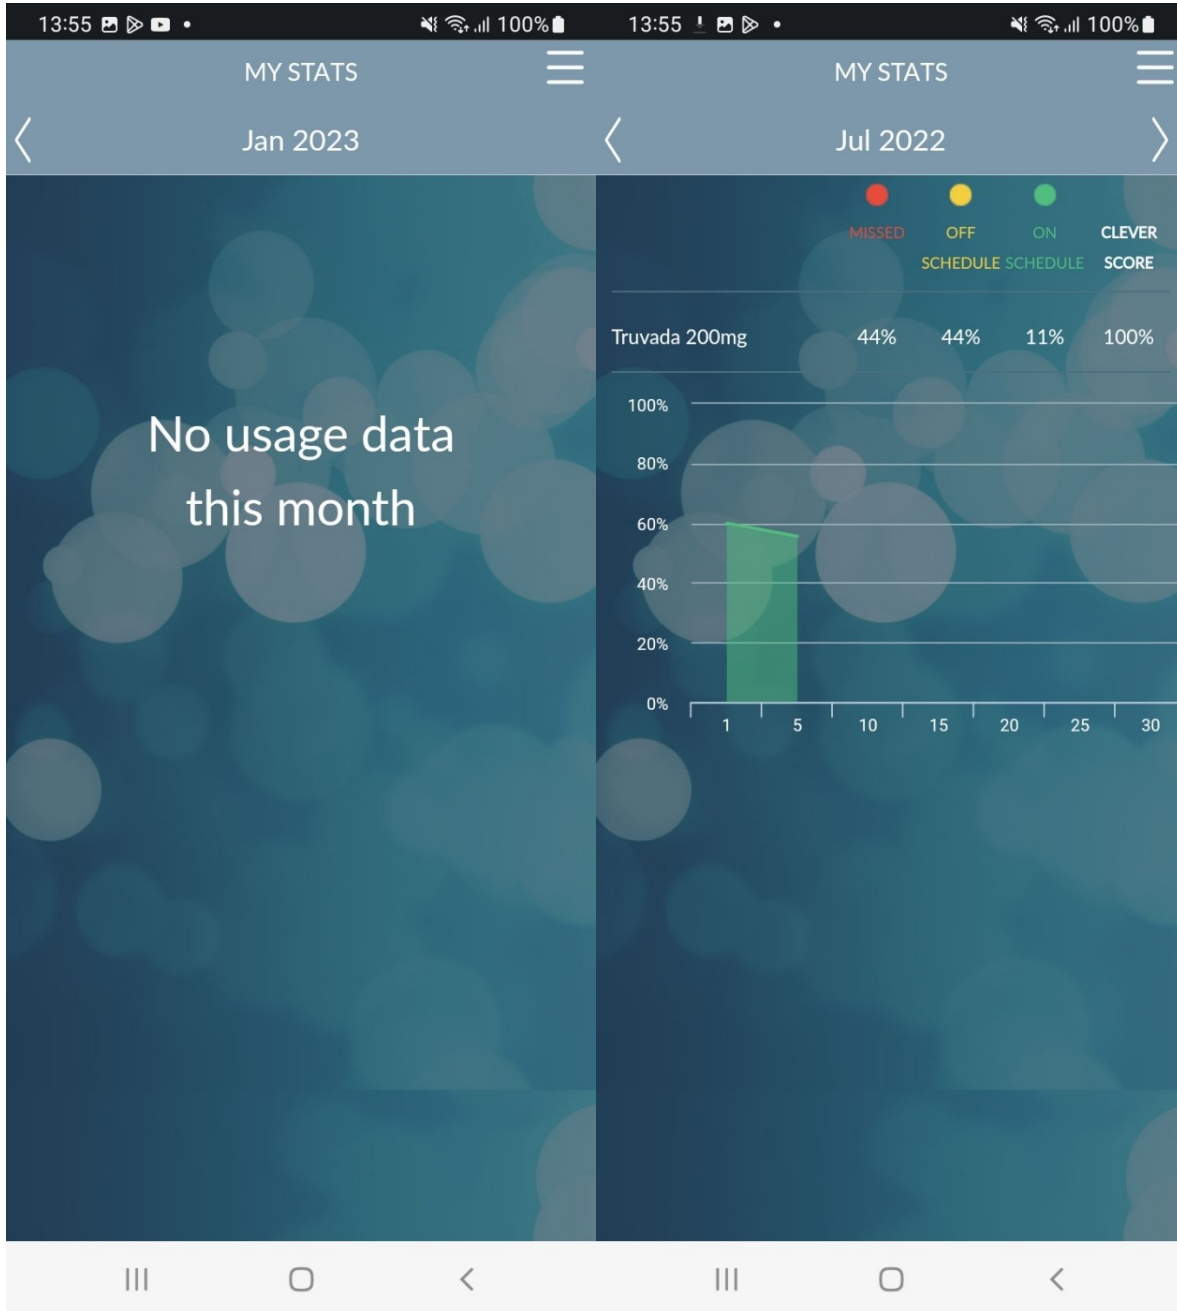 13:55 100%
MY STATS
Jan 2023
No usage data
this month
13:55 100%
MY STATS
Jul 2022
MISSED OFF ON CLEVER
SCHEDULE SCHEDULE SCORE
Truvada 200mg 44% 44% 11% 100%
100%
80%
60%
40%
20%
0%
1 5 10 15 20 25 30